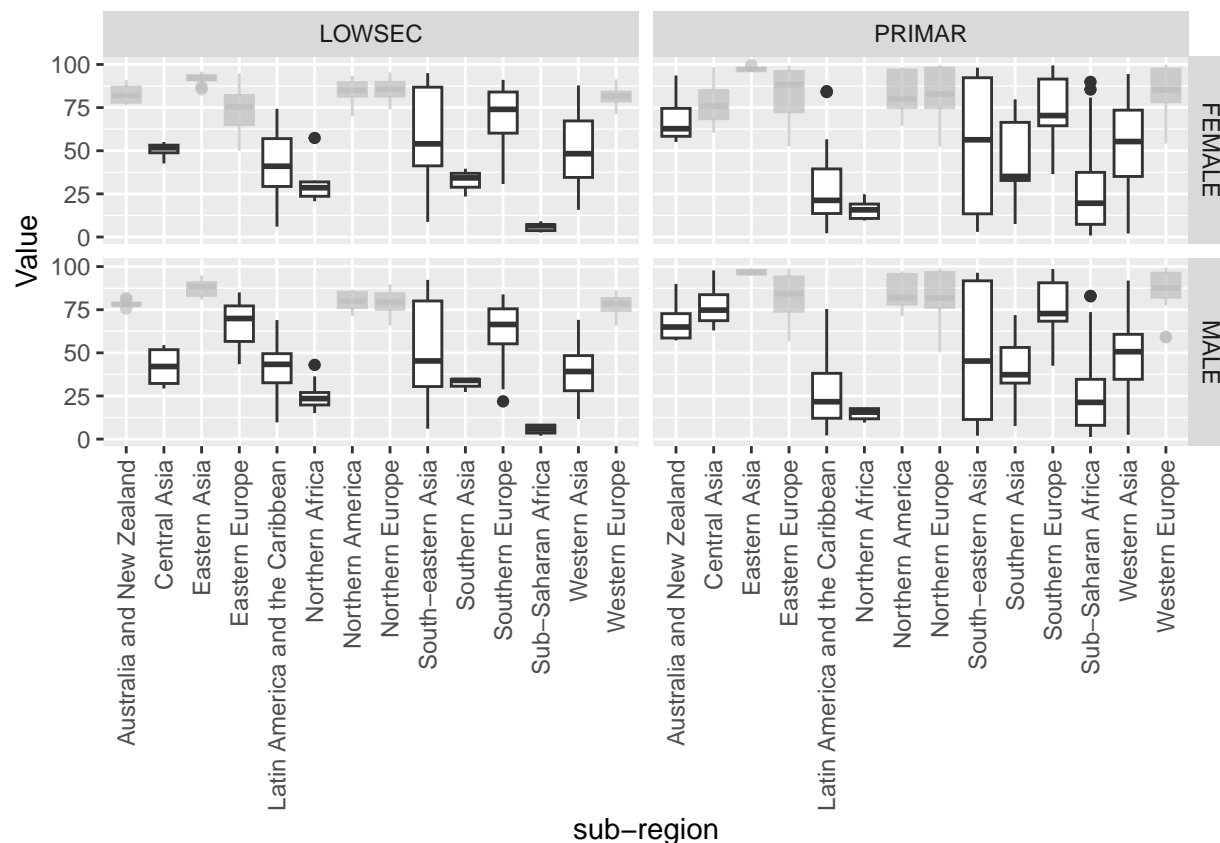 LOWSEC
PRIMAR
Value
100
75
50
25
0
FEMALE
100
75
50
25
0
MALE
Australia and New Zealand
Central Asia
Eastern Asia
Eastern Europe
Latin America and the Caribbean
Northern Africa
Northern America
Northern Europe
South−eastern Asia
Southern Asia
Southern Europe
Sub−Saharan Africa
Western Asia
Western Europe
Australia and New Zealand
Central Asia
Eastern Asia
Eastern Europe
Latin America and the Caribbean
Northern Africa
Northern America
Northern Europe
South−eastern Asia
Southern Asia
Southern Europe
Sub−Saharan Africa
Western Asia
Western Europe
sub−region